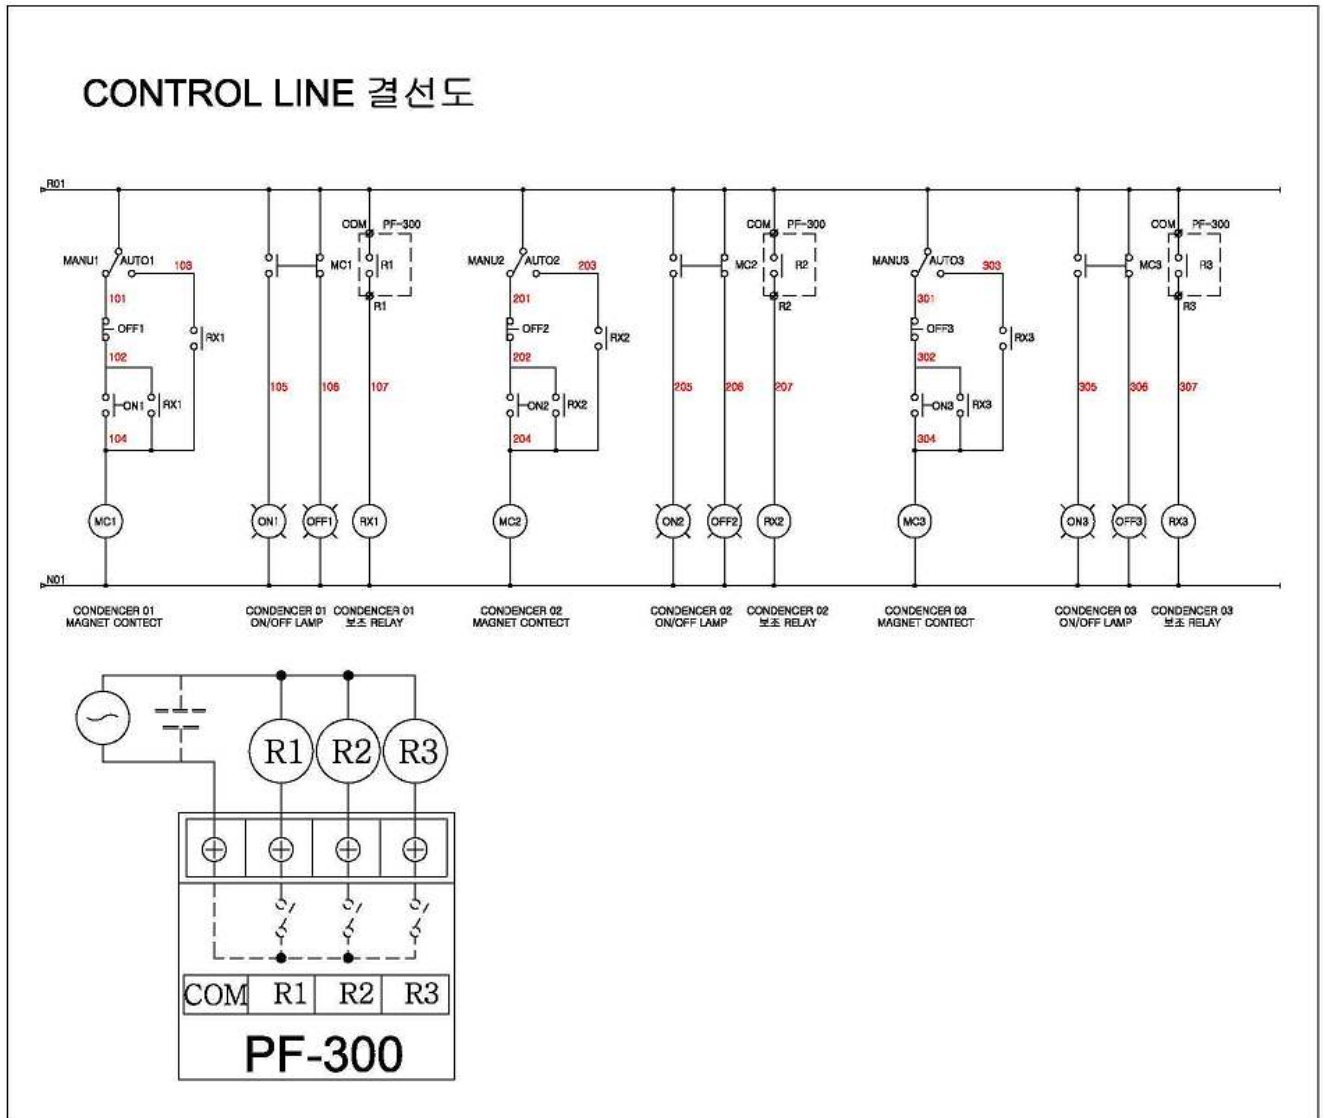 CONTROL LINE 결선도
R01
COM PF-300
COM PF-300
COM PF-300
MANU1 AUTO1 103
MC1 R1
MANU2 AUTO2 203
MC2 R2
MANU3 AUTO3 303
MC3 R3
101
R1
201
R2
301
R3
OFF1
RX1
OFF2
RX2
OFF3
RX3
102
202
302
105 106 107
205 206 207
305 306 307
ON1 RX1
ON2 RX2
ON3 RX3
104
204
304
MC1 ON1 OFF1 RX1
MC2 ON2 OFF2 RX2
MC3 ON3 OFF3 RX3
N01
CONDENCER 01
MAGNET CONTECT
CONDENCER 01
ON/OFF LAMP
CONDENCER 01
보조 RELAY
CONDENCER 02
MAGNET CONTECT
CONDENCER 02
ON/OFF LAMP
CONDENCER 02
보조 RELAY
CONDENCER 03
MAGNET CONTECT
CONDENCER 03
ON/OFF LAMP
CONDENCER 03
보조 RELAY
R1 R2 R3
COM R1 R2 R3
PF-300